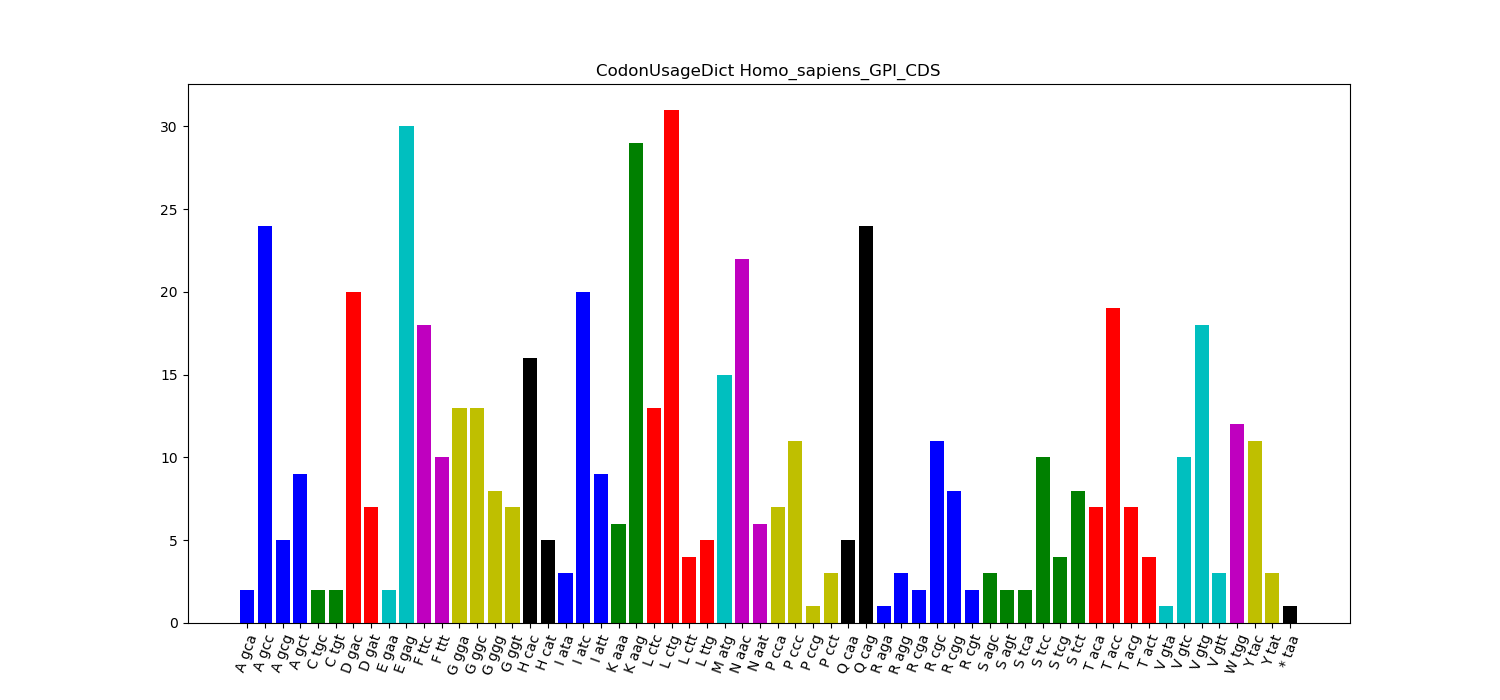 CodonUsageDict Homo_sapiens_GPI_CDS
30
25
20
15
10
5
0
A gca
A gcc
A gcg
A gct
C tgc
C tgt
D gac
D gat
E gaa
E gag
F ttc
F ttt
G gga
G ggc
G ggg
G ggt
H cac
H cat
I ata
I atc
I att
K aaa
K aag
L ctc
L ctg
L ctt
L ttg
M atg
N aac
N aat
P cca
P ccc
P ccg
P cct
Q caa
Q cag
R aga
R agg
R cga
R cgc
R cgg
R cgt
S agc
S agt
S tca
S tcc
S tcg
S tct
T aca
T acc
T acg
T act
V gta
V gtc
V gtg
V gtt
W tgg
Y tac
Y tat
* taa